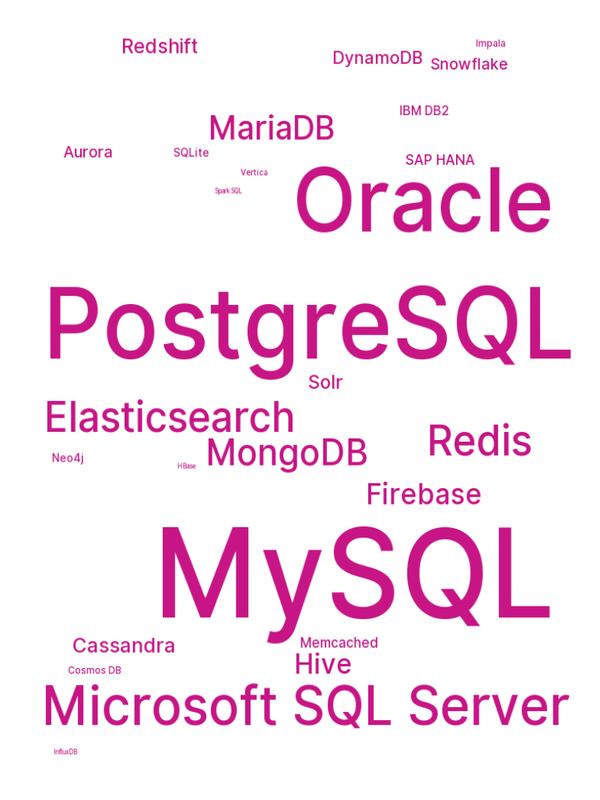 Impala
Redshift
DynamoDB
Snowflake
IBM DB2
MariaDB
Aurora
SQLite
SAP HANA
Vertica
Spark SQL
Oracle
PostgreSQL
Solr
Elasticsearch
Redis
MongoDB
Neo4j
HBase
Firebase
MySQL
Memcached
Cassandra
Hive
Cosmos DB
Microsoft SQL Server
InfluxDB